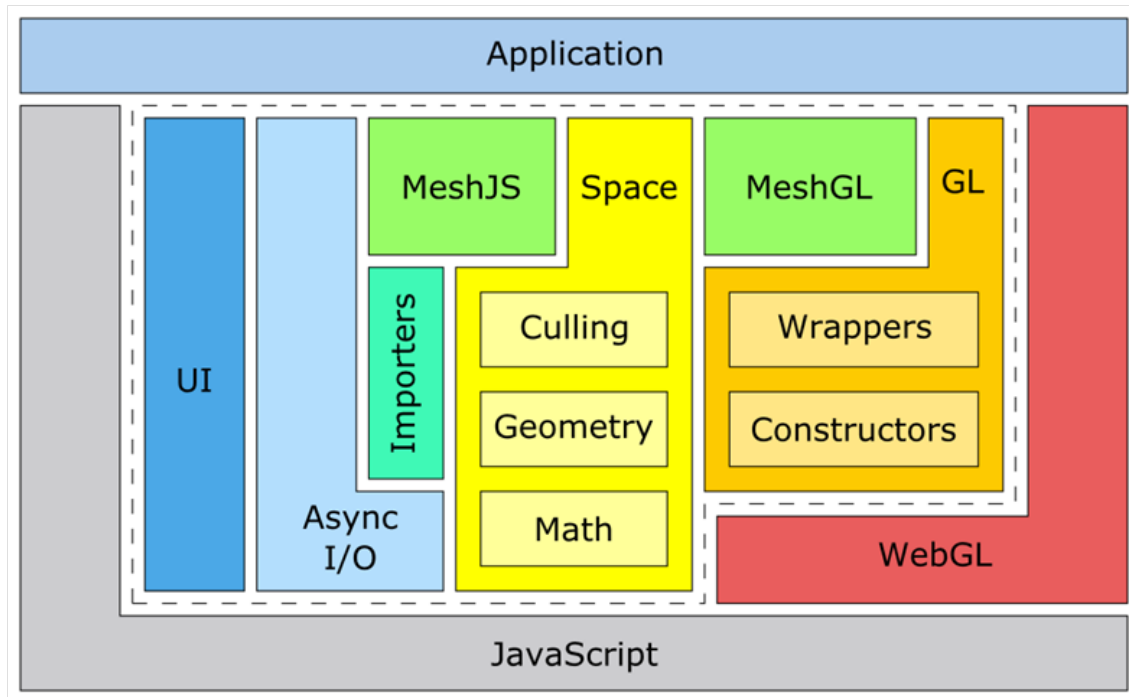 Application
MeshJS
Space
MeshGL
GL
UI
Importers
Culling
Wrappers
Geometry
Constructors
Async
I/O
Math
WebGL
JavaScript